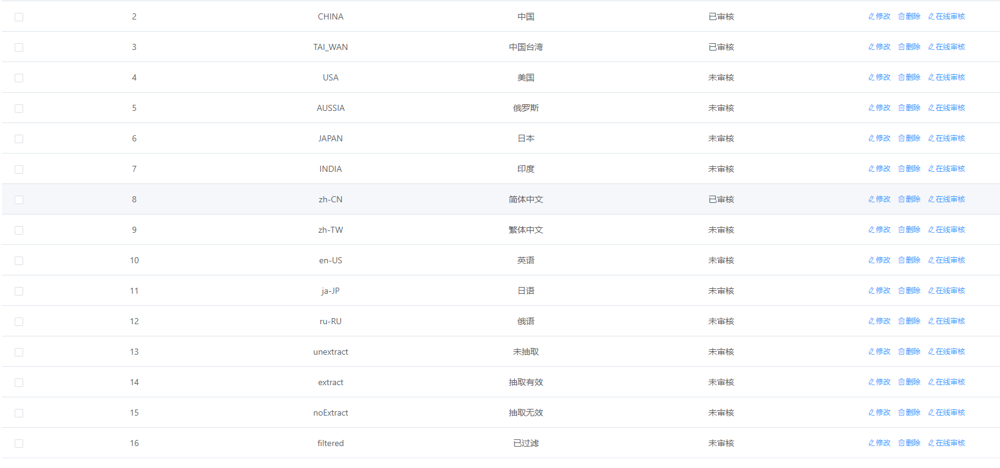 2 CHINA 中国 已审核 修改 删除 在线审核
3 TAI_WAN 中国台湾 已审核 修改 删除 在线审核
4 USA 美国 未审核 修改 删除 在线审核
5 AUSSIA 俄罗斯 未审核 修改 删除 在线审核
6 JAPAN 日本 未审核 修改 删除 在线审核
7 INDIA 印度 未审核 修改 删除 在线审核
8 zh-CN 简体中文 已审核 修改 删除 在线审核
9 zh-TW 繁体中文 未审核 修改 删除 在线审核
10 en-US 英语 未审核 修改 删除 在线审核
11 ja-JP 日语 未审核 修改 删除 在线审核
12 ru-RU 俄语 未审核 修改 删除 在线审核
13 unextract 未抽取 未审核 修改 删除 在线审核
14 extract 抽取有效 未审核 修改 删除 在线审核
15 noExtract 抽取无效 未审核 修改 删除 在线审核
16 filtered 已过滤 未审核 修改 删除 在线审核